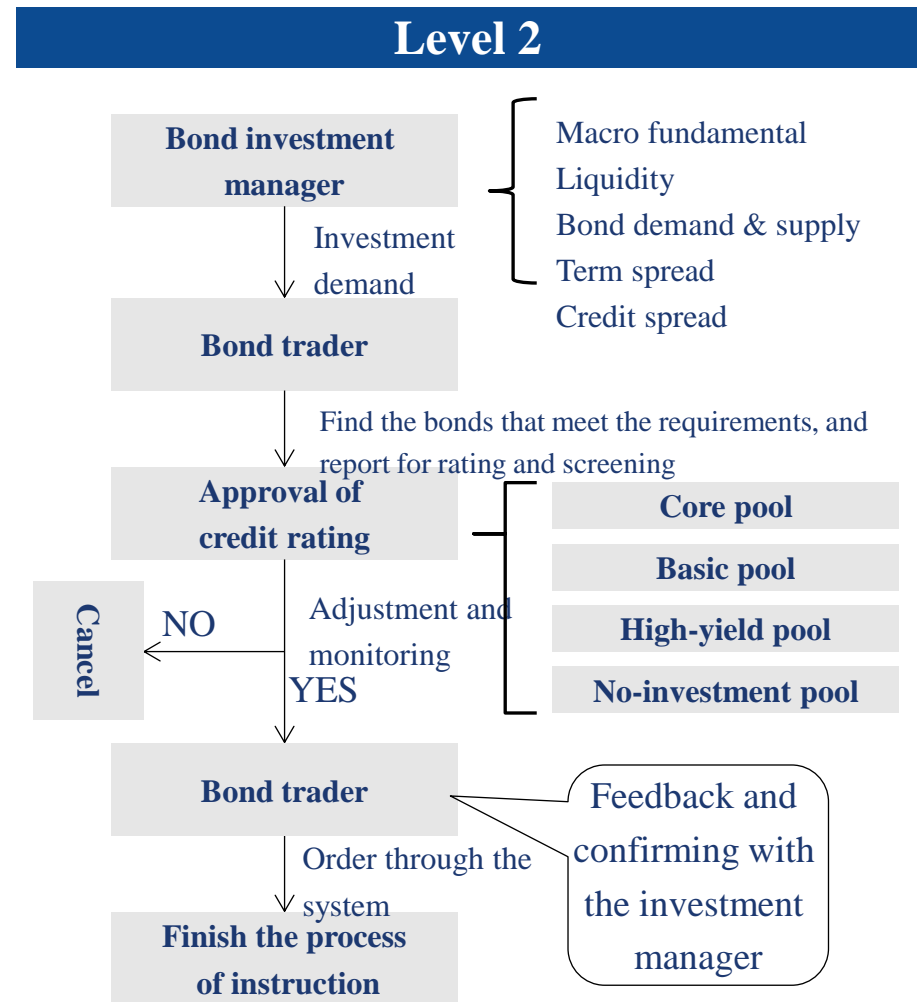 Level 2
Bond investment
manager
Macro fundamental
Liquidity
Bond demand & supply
Term spread
Credit spread
Investment
demand
Bond trader
Find the bonds that meet the requirements, and
report for rating and screening
Approval of
credit rating
Core pool
Basic pool
High-yield pool
No-investment pool
Adjustment and
monitoring
NO
Cancel
YES
Bond trader
Feedback and
confirming with
the investment
manager
Order through the
system
Finish the process
of instruction